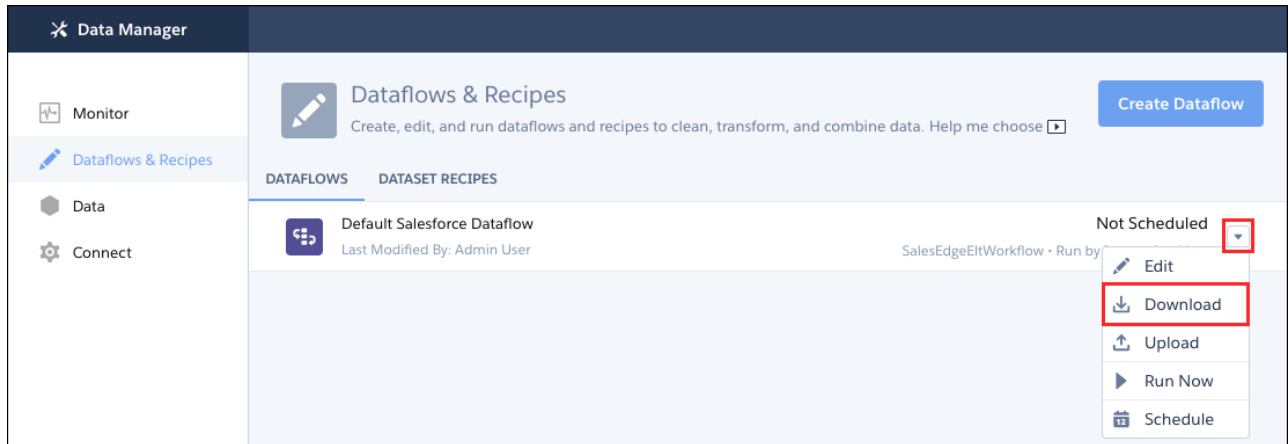 Data Manager
Monitor
Dataflows & Recipes
Data
Connect
Dataflows & Recipes
Create, edit, and run dataflows and recipes to clean, transform, and combine data. Help me choose
Create Dataflow
DATAFLOWS DATASET RECIPES
Default Salesforce Dataflow
Last Modified By: Admin User
Not Scheduled
SalesEdgeEltWorkflow • Run by
Edit
Download
Upload
Run Now
12 Schedule